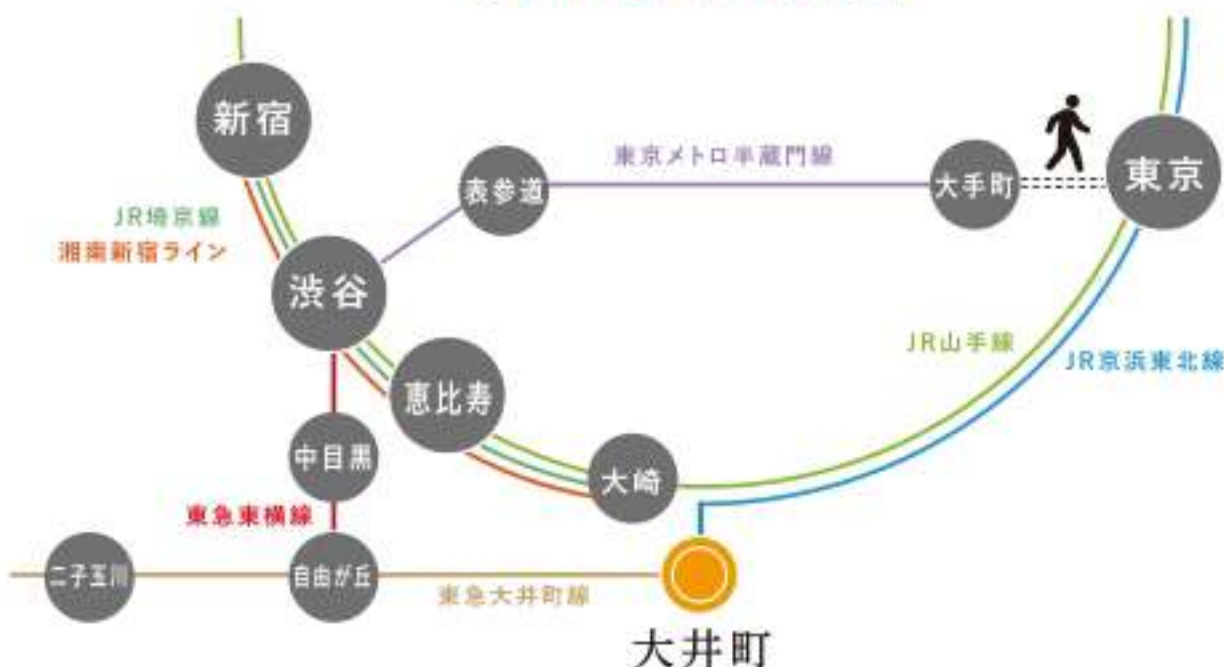 新宿
東京メトロ半蔵門線
表参道
大手町
東京
JR埼京線
湘南新宿ライン
渋谷
JR山手線
JR京浜東北線
恵比寿
中目黒
大崎
東急東横線
二子玉川
自由が丘
東急大井町線
大井町